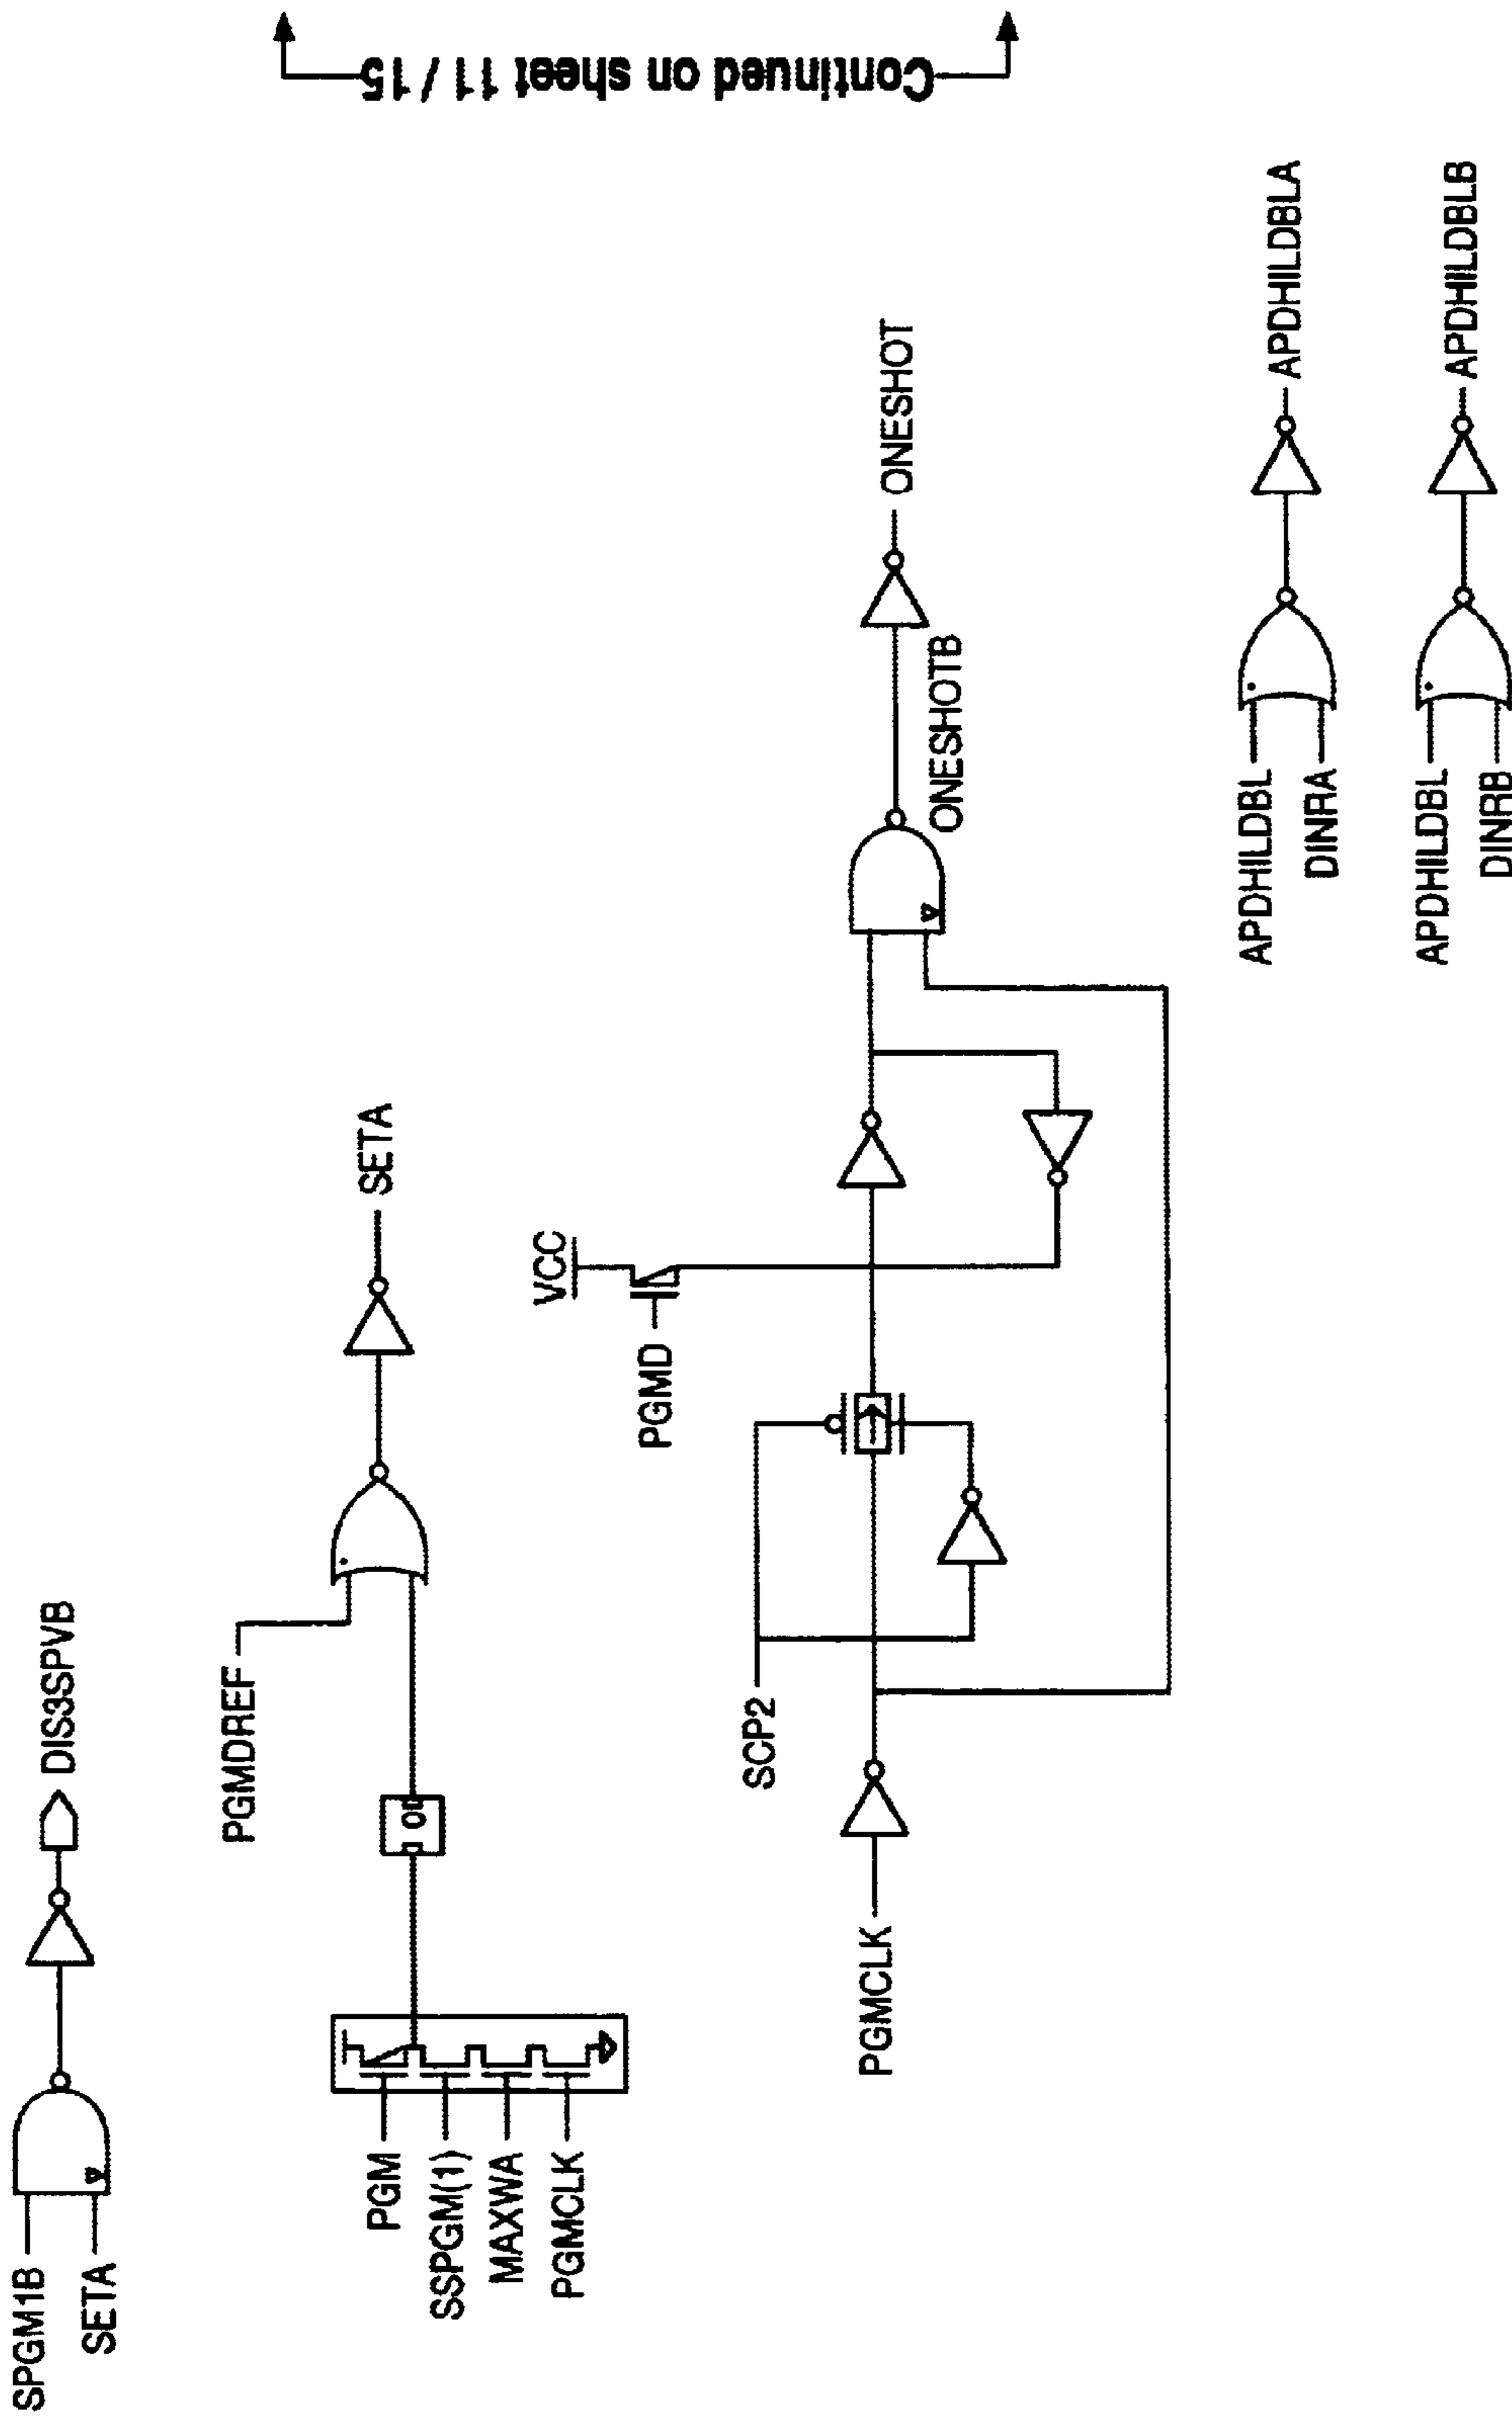 Continued on sheet 11 / 15
SPGM1B
SETA
DIS3SPVB
PGMDREF
PGM
SSPGM(1)
MAXWA
PGMCLK
SETA
VCC
PGMD
SCP2
PGMCLK
ONESHOTB
ONESHOT
APDHILDBL
DINRA
APDHILDBLA
APDHILDBL
DINRB
APDHILDBLB